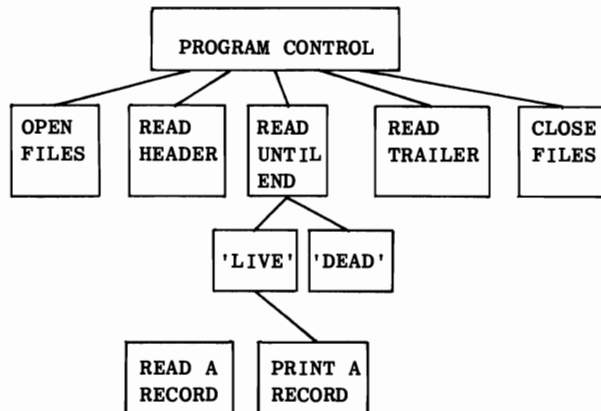 PROGRAM CONTROL
OPEN
FILES
READ
HEADER
READ
UNTIL
END
READ
TRAILER
CLOSE
FILES
'LIVE'
'DEAD'
READ A
RECORD
PRINT A
RECORD